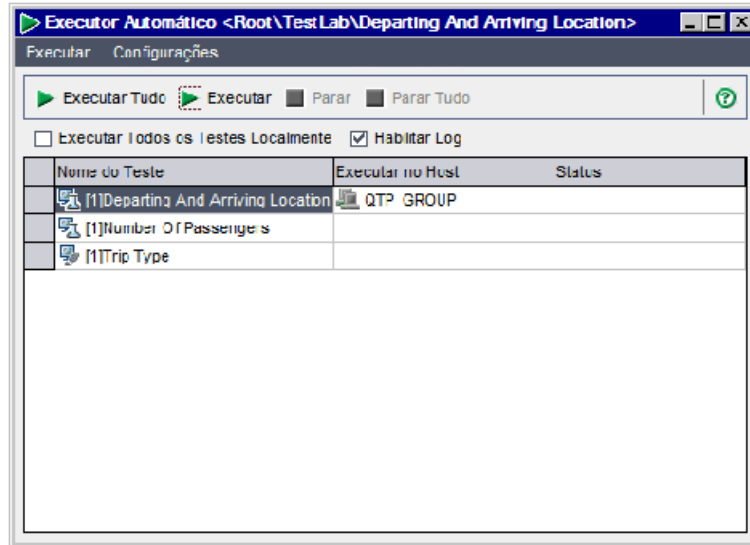 Executor Automático <Root\TestLab\Departing And Arriving Location>
Executar Configurações
Executar Tudo Executar Parar Parar Tudo
Executar Todos os Testes Localmente Habilitar Log
Nome do Teste Executar no Host Status
[1]Departing And Arriving Location QTP_GROUP
[1]Number Of Passengers
[1]Trip Type